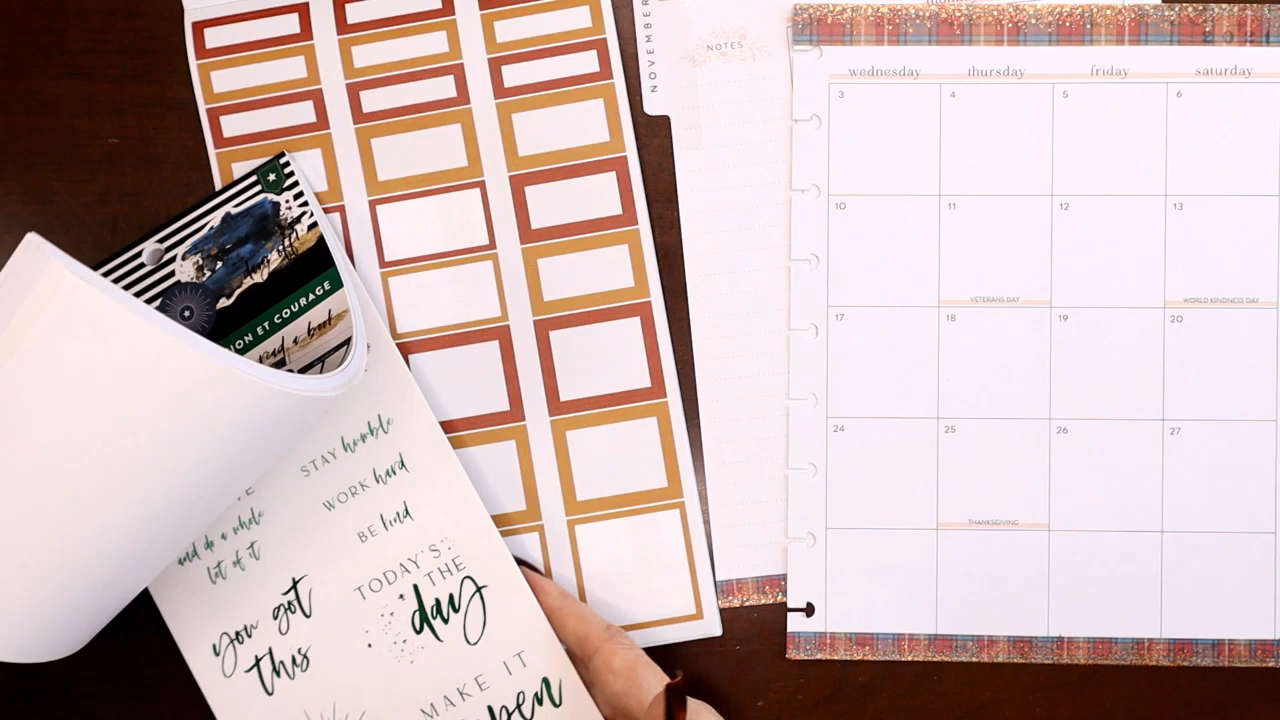 NOVEMBER
NOTES
wednesday thursday friday saturday
3 4 5 6
10 11 12 13
VETERANS DAY WORLD KINDNESS DAY
17 18 19 20
24 25 26 27
THANKSGIVING
ION ET COURAGE
read a book
STAY humble
WORK hard
BE kind
and do a whole
lot of it
TODAY'S
THE
day
you got
this
MAKE IT